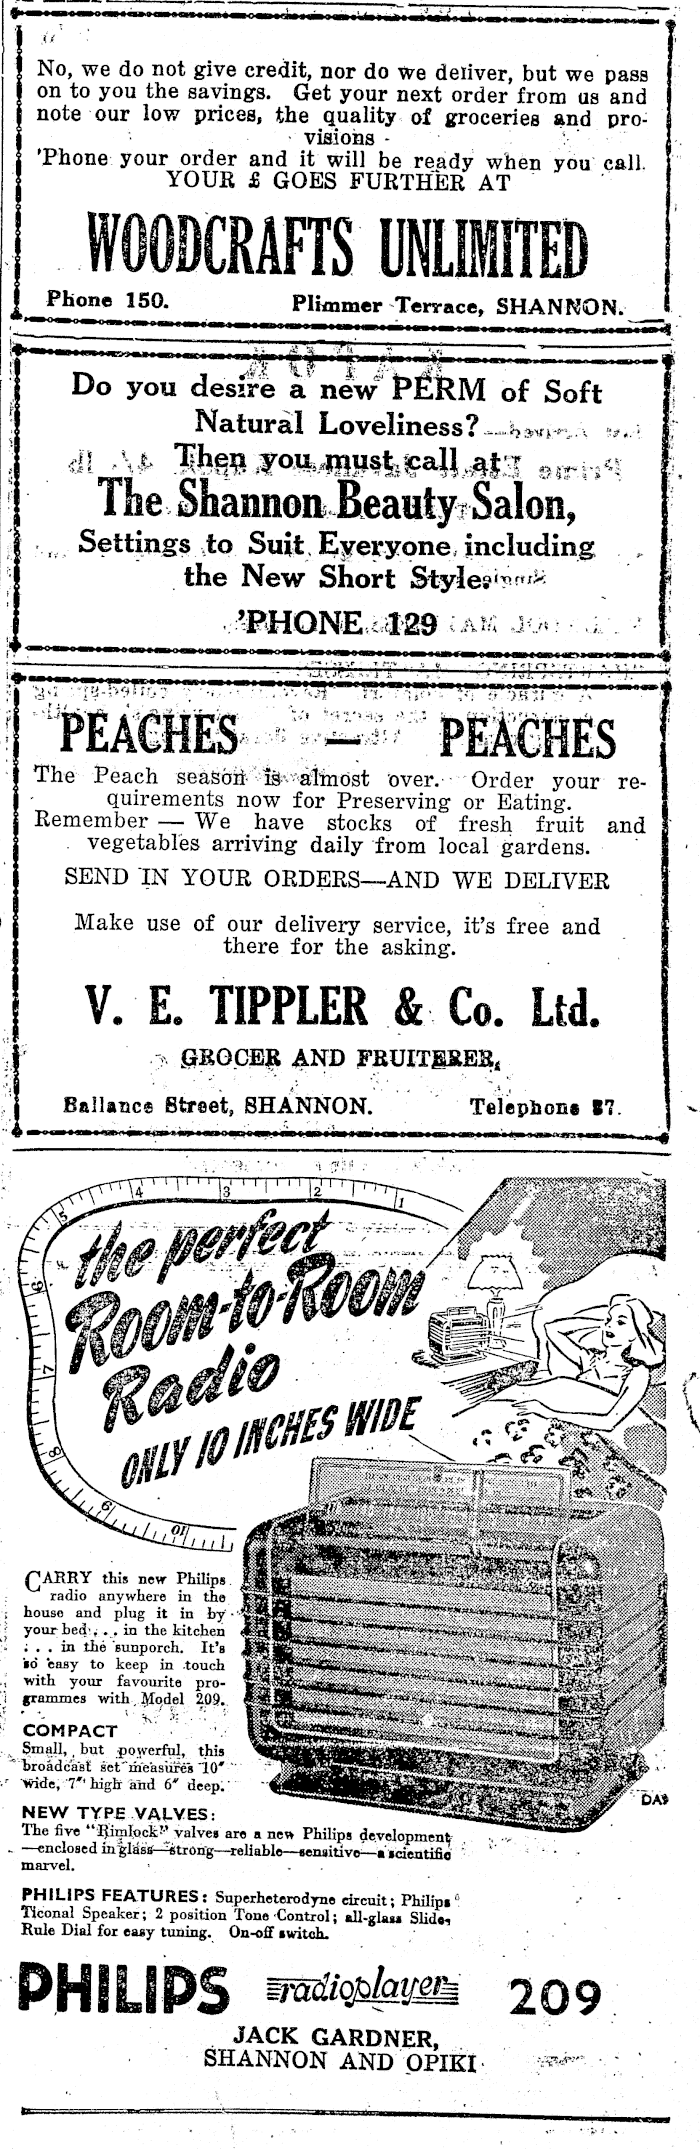 No, we do not give credit, nor do we deliver, but we pass
on to you the savings. Get your next order from us and
note our low prices, the quality of groceries and pro-
visions -
'Phone your order and it will be ready when you call.
YOUR £ GOES FURTHER AT
WOODCRAFTS UNLIMITED
Phone 150. Plimmer Terrace, SHANNON.
Do you desire a new PERM of Soft
Natural Loveliness?
Then you must call at
The Shannon Beauty Salon,
Settings to Suit Everyone including
the New Short Style.
'PHONE 129
PEACHES — PEACHES
The Peach season is almost over. Order your re-
quirements now for Preserving or Eating.
Remember — We have stocks of fresh fruit and
vegetables arriving daily from local gardens.
SEND IN YOUR ORDERS—AND WE DELIVER
Make use of our delivery service, it's free and
there for the asking.
V. E. TIPPLER & Co. Ltd.
GROCER AND FRUITERER,
Ballance Street, SHANNON. Telephone 7.
1 2 3 4 5 6 7 8 9 10
the perfect
Room-to-Room
Radio
ONLY 10 INCHES WIDE
CARRY this new Philips
radio anywhere in the
house and plug it in by
your bed . . . in the kitchen
. . . in the sunporch. It's
so easy to keep in touch
with your favourite pro-
grammes with Model 209.
COMPACT
Small, but powerful, this
broadcast set measures 10"
wide, 7" high and 6" deep.
NEW TYPE VALVES:
The five "Rimlock" valves are a new Philips development
—enclosed in glass—strong—reliable—sensitive—a scientific
marvel.
PHILIPS FEATURES: Superheterodyne circuit; Philips
Ticonal Speaker; 2 position Tone Control; all-glass Slide-
Rule Dial for easy tuning. On-off switch.
PHILIPS radioplayer 209
JACK GARDNER,
SHANNON AND OPIKI